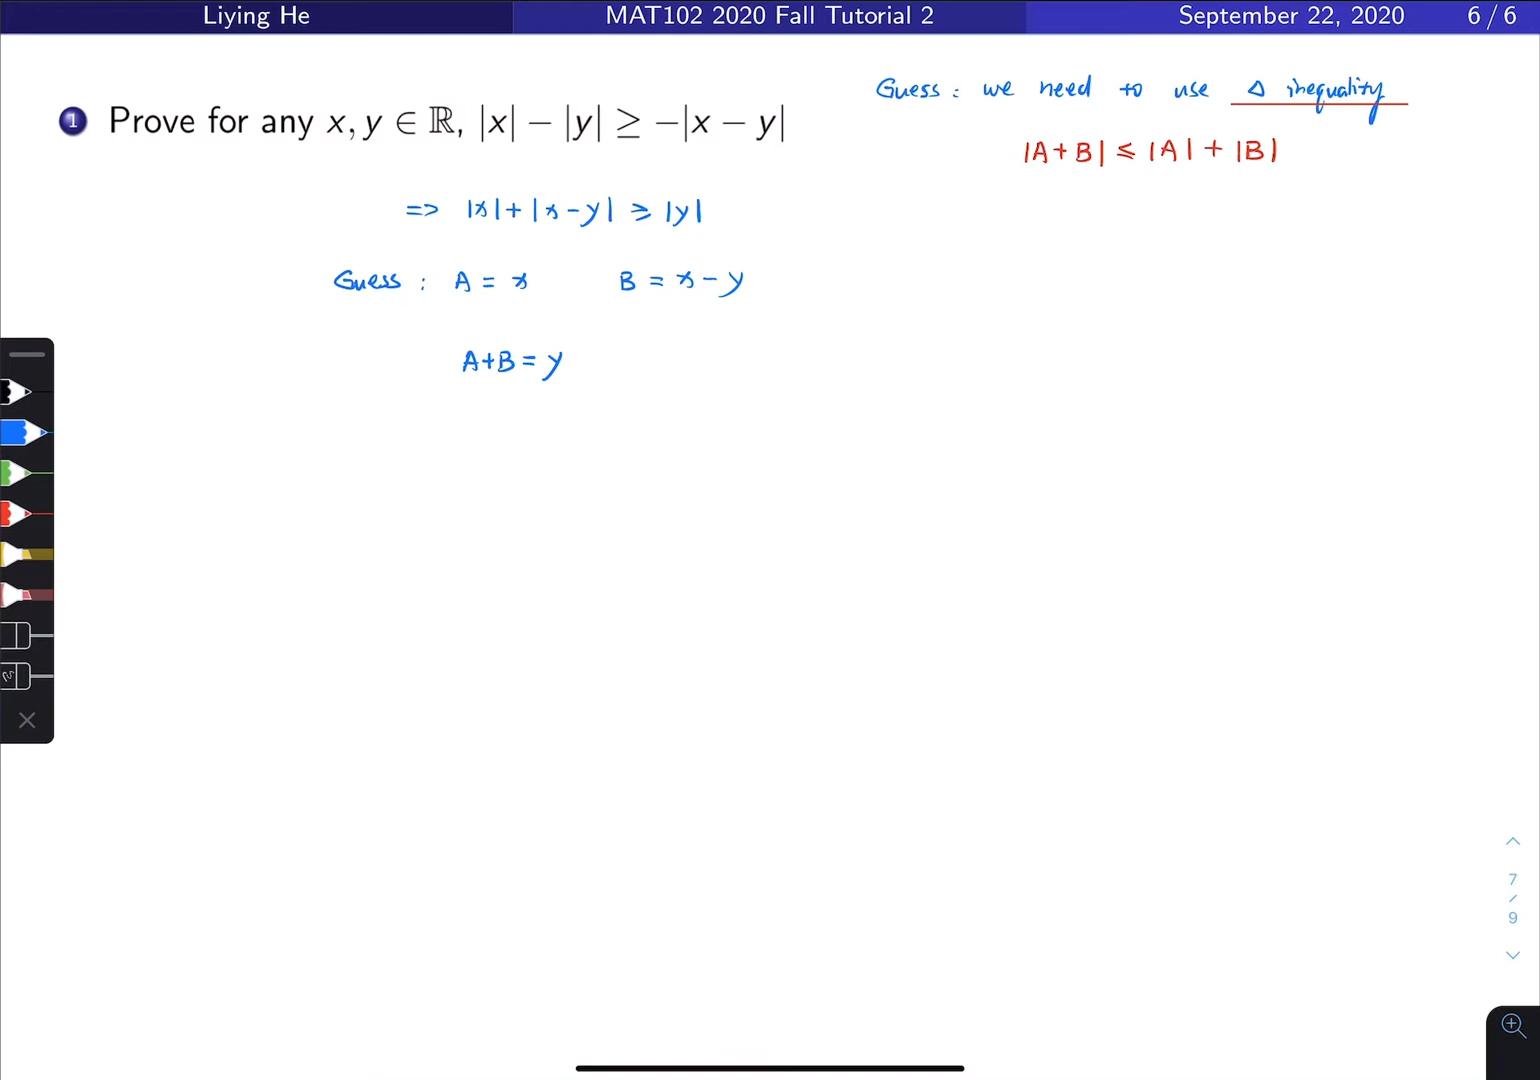 Liying He MAT102 2020 Fall Tutorial 2 September 22, 2020 6 / 6
Guess : we need to use Δ inequality
1 Prove for any x, y ∈ ℝ, |x| − |y| ≥ −|x − y|
|A + B| ≤ |A| + |B|
=> |x| + |x - y| ≥ |y|
Guess : A = x B = x - y
A+B = y
7
/
9